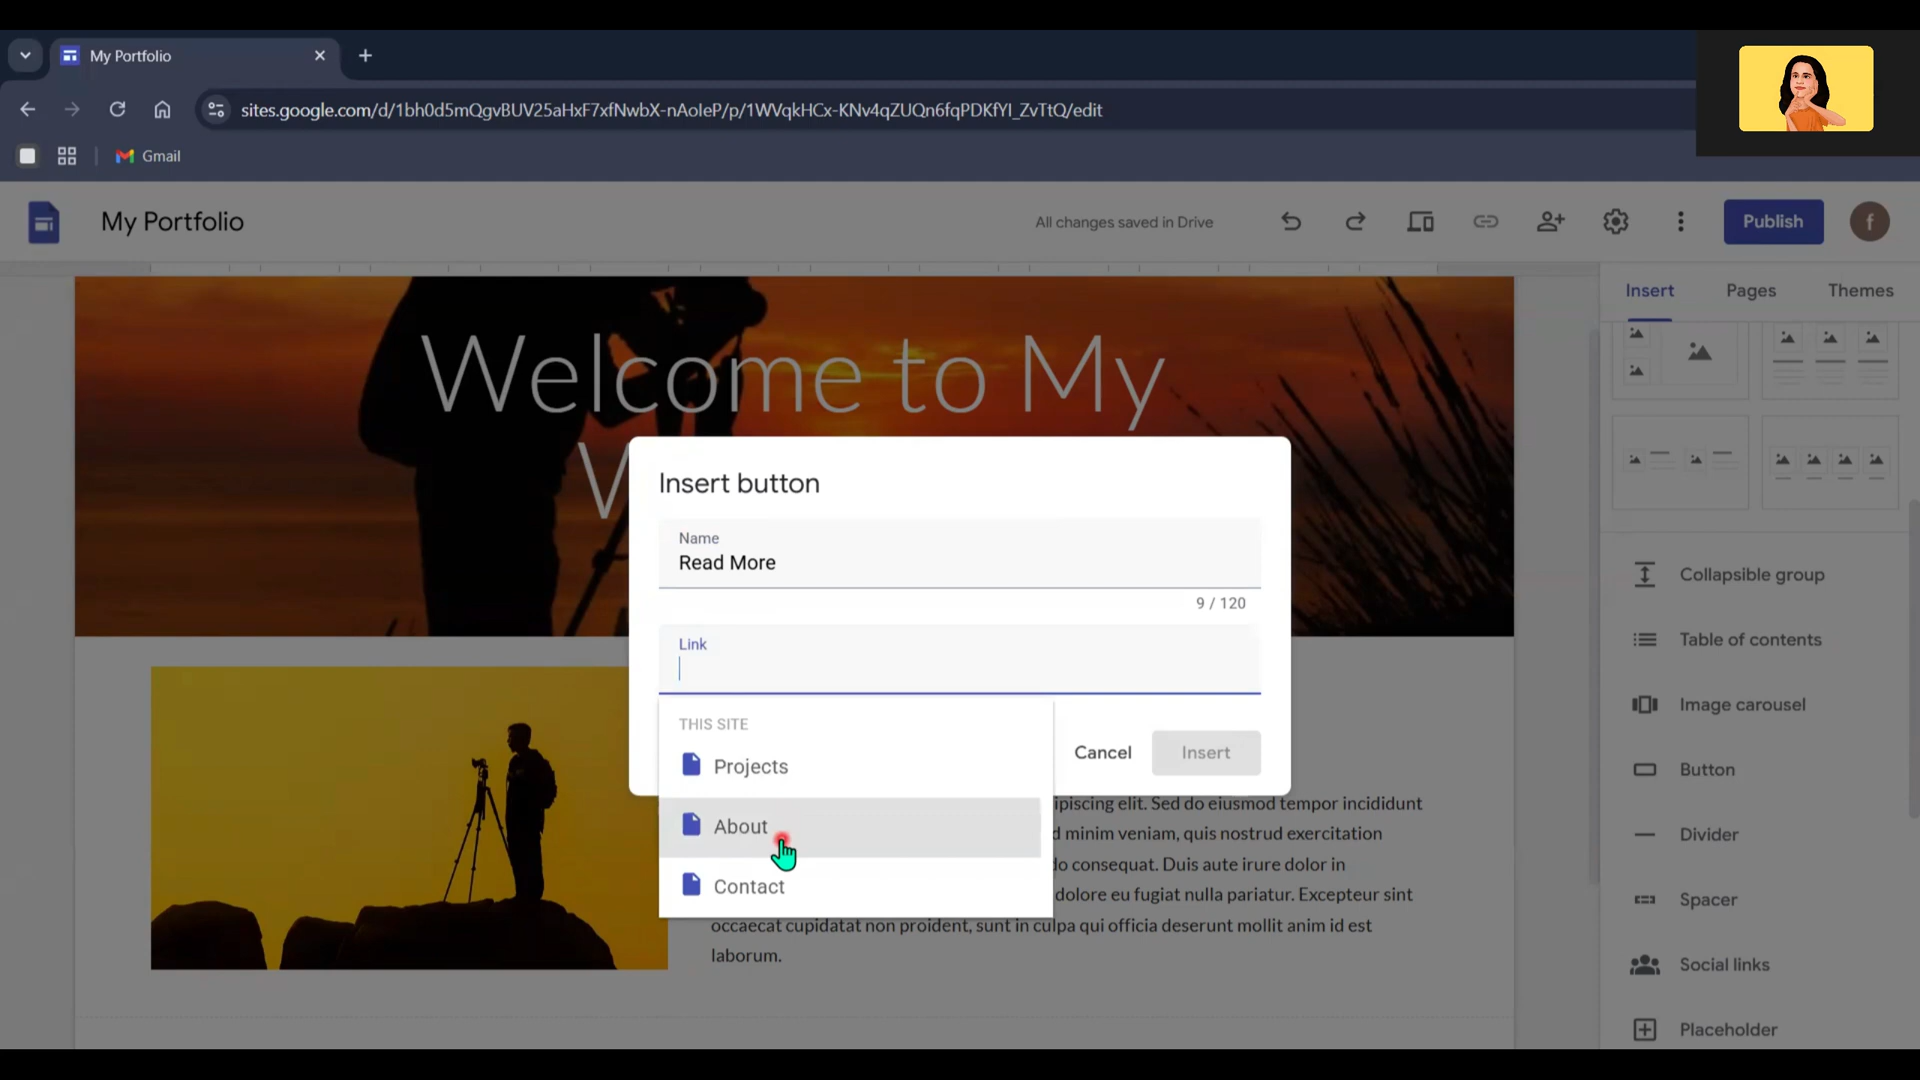 My Portfolio
sites.google.com/d/1bh0d5mQgvBUV25aHxF7xfNwbX-nAoIeP/p/1WVqkHCx-KNv4qZUQn6fqPDKfYl_ZvTtQ/edit
Gmail
My Portfolio
All changes saved in Drive
Publish
f
Insert
Pages
Themes
Welcome to My
Insert button
Name
Read More
9 / 120
Link
THIS SITE
Projects
About
Contact
Cancel
Insert
ipiscing elit. Sed do eiusmod tempor incididunt
d minim veniam, quis nostrud exercitation
o consequat. Duis aute irure dolor in
dolore eu fugiat nulla pariatur. Excepteur sint
occaecat cupidatat non proident, sunt in culpa qui officia deserunt mollit anim id est
laborum.
Collapsible group
Table of contents
Image carousel
Button
Divider
Spacer
Social links
Placeholder